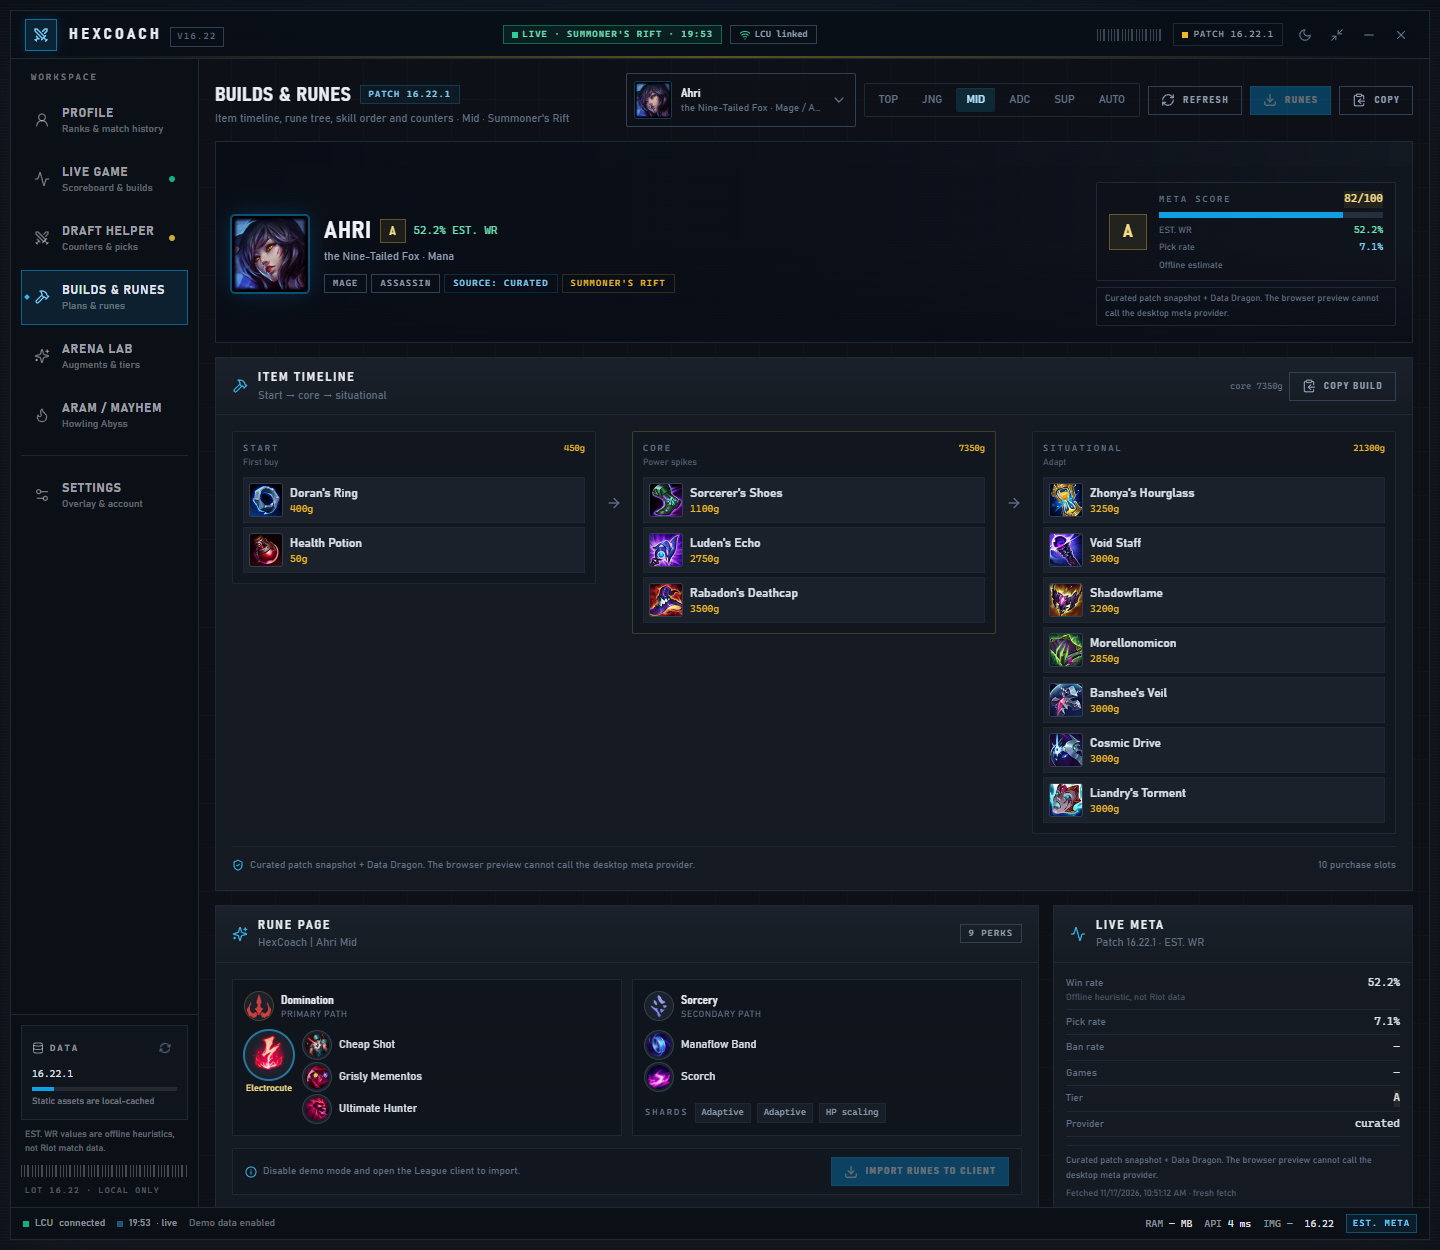 HEXCOACH
V16.22
LIVE · SUMMONER'S RIFT · 19:53
LCU linked
PATCH 16.22.1
WORKSPACE
PROFILE
Ranks & match history
LIVE GAME
Scoreboard & builds
DRAFT HELPER
Counters & picks
BUILDS & RUNES
Plans & runes
ARENA LAB
Augments & tiers
ARAM / MAYHEM
Howling Abyss
SETTINGS
Overlay & account
DATA
16.22.1
Static assets are local-cached
EST. WR values are offline heuristics,
not Riot match data.
LOT 16.22 · LOCAL ONLY
BUILDS & RUNES
PATCH 16.22.1
Item timeline, rune tree, skill order and counters · Mid · Summoner's Rift
Ahri
the Nine-Tailed Fox · Mage / A...
TOP
JNG
MID
ADC
SUP
AUTO
REFRESH
RUNES
COPY
AHRI
A
52.2% EST. WR
the Nine-Tailed Fox · Mana
MAGE
ASSASSIN
SOURCE: CURATED
SUMMONER'S RIFT
A
META SCORE
82/100
EST. WR
52.2%
Pick rate
7.1%
Offline estimate
Curated patch snapshot + Data Dragon. The browser preview cannot
call the desktop meta provider.
ITEM TIMELINE
Start → core → situational
core 7350g
COPY BUILD
START
450g
First buy
Doran's Ring
400g
Health Potion
50g
CORE
7350g
Power spikes
Sorcerer's Shoes
1100g
Luden's Echo
2750g
Rabadon's Deathcap
3500g
SITUATIONAL
21300g
Adapt
Zhonya's Hourglass
3250g
Void Staff
3000g
Shadowflame
3200g
Morellonomicon
2850g
Banshee's Veil
3000g
Cosmic Drive
3000g
Liandry's Torment
3000g
Curated patch snapshot + Data Dragon. The browser preview cannot call the desktop meta provider.
10 purchase slots
RUNE PAGE
HexCoach | Ahri Mid
9 PERKS
Domination
PRIMARY PATH
Electrocute
Cheap Shot
Grisly Mementos
Ultimate Hunter
Sorcery
SECONDARY PATH
Manaflow Band
Scorch
SHARDS
Adaptive
Adaptive
HP scaling
Disable demo mode and open the League client to import.
IMPORT RUNES TO CLIENT
LIVE META
Patch 16.22.1 · EST. WR
Win rate
52.2%
Offline heuristic, not Riot data
Pick rate
7.1%
Ban rate
—
Games
—
Tier
A
Provider
curated
Curated patch snapshot + Data Dragon. The browser preview cannot call the
desktop meta provider.
Fetched 11/17/2026, 10:51:12 AM · fresh fetch
LCU connected
19:53 · live
Demo data enabled
RAM — MB
API 4 ms
IMG —
16.22
EST. META